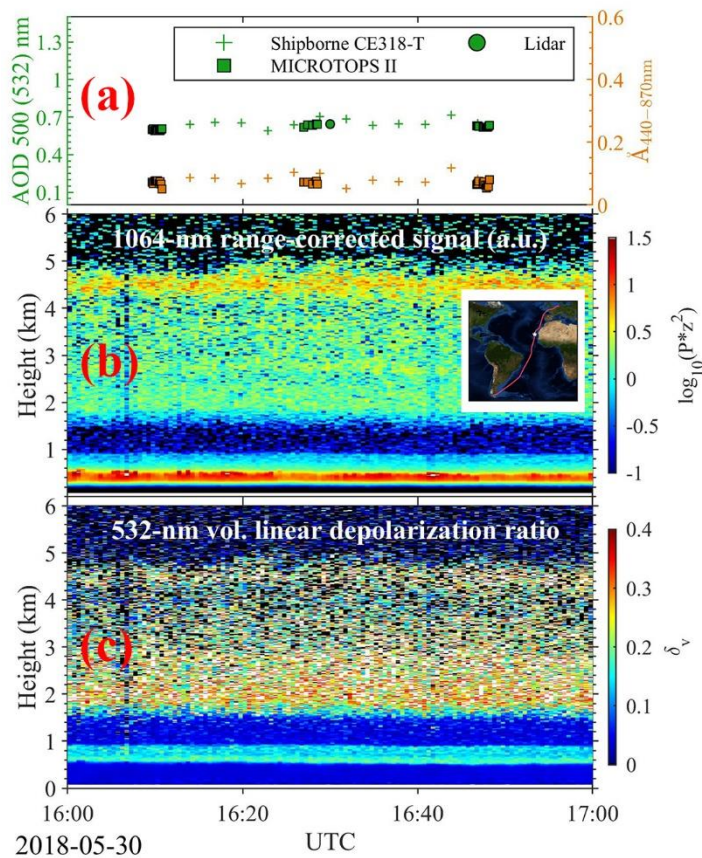 Shipborne CE318-T
Lidar
MICROTOPS II
(a)
AOD 500 (532) nm
1.3
1
0.7
0.4
0.1
0.6
0.4
0.2
0
Å440−870nm
1064-nm range-corrected signal (a.u.)
(b)
Height (km)
6
5
4
3
2
1
1.5
1
0.5
0
-0.5
-1
log10(P*z²)
532-nm vol. linear depolarization ratio
(c)
Height (km)
6
5
4
3
2
1
0
0.4
0.3
0.2
0.1
0
δv
16:00
16:20
16:40
17:00
2018-05-30
UTC